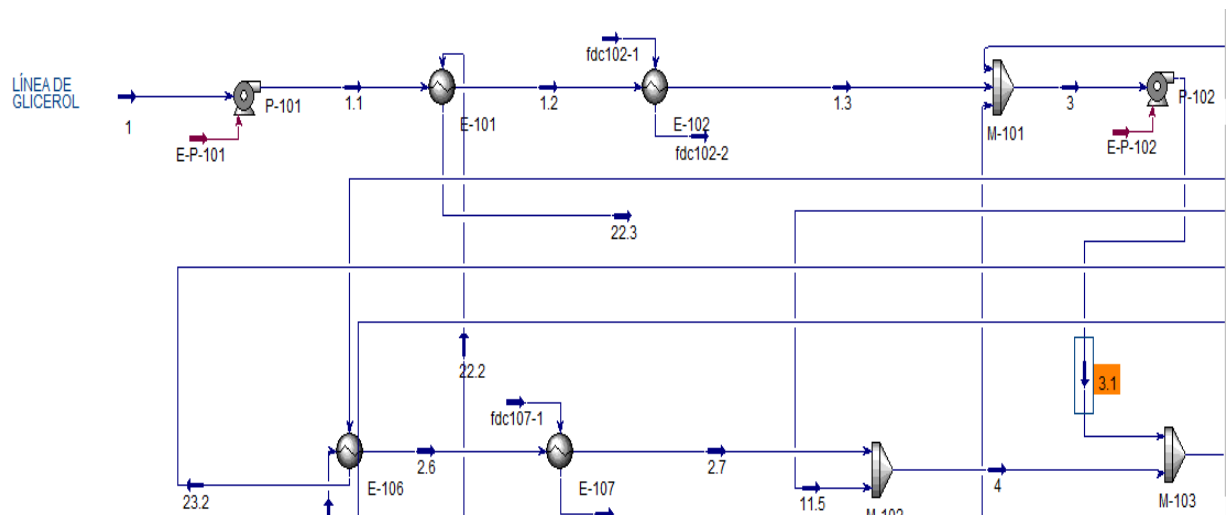 fdc102-1
LÍNEA DE
GLICEROL
P-101
1.1
1.2
1.3
3
P-102
1
E-101
E-102
M-101
E-P-101
fdc102-2
E-P-102
22.3
22.2
3.1
fdc107-1
2.6
2.7
23.2
E-106
E-107
11.5
4
M-103
M-102